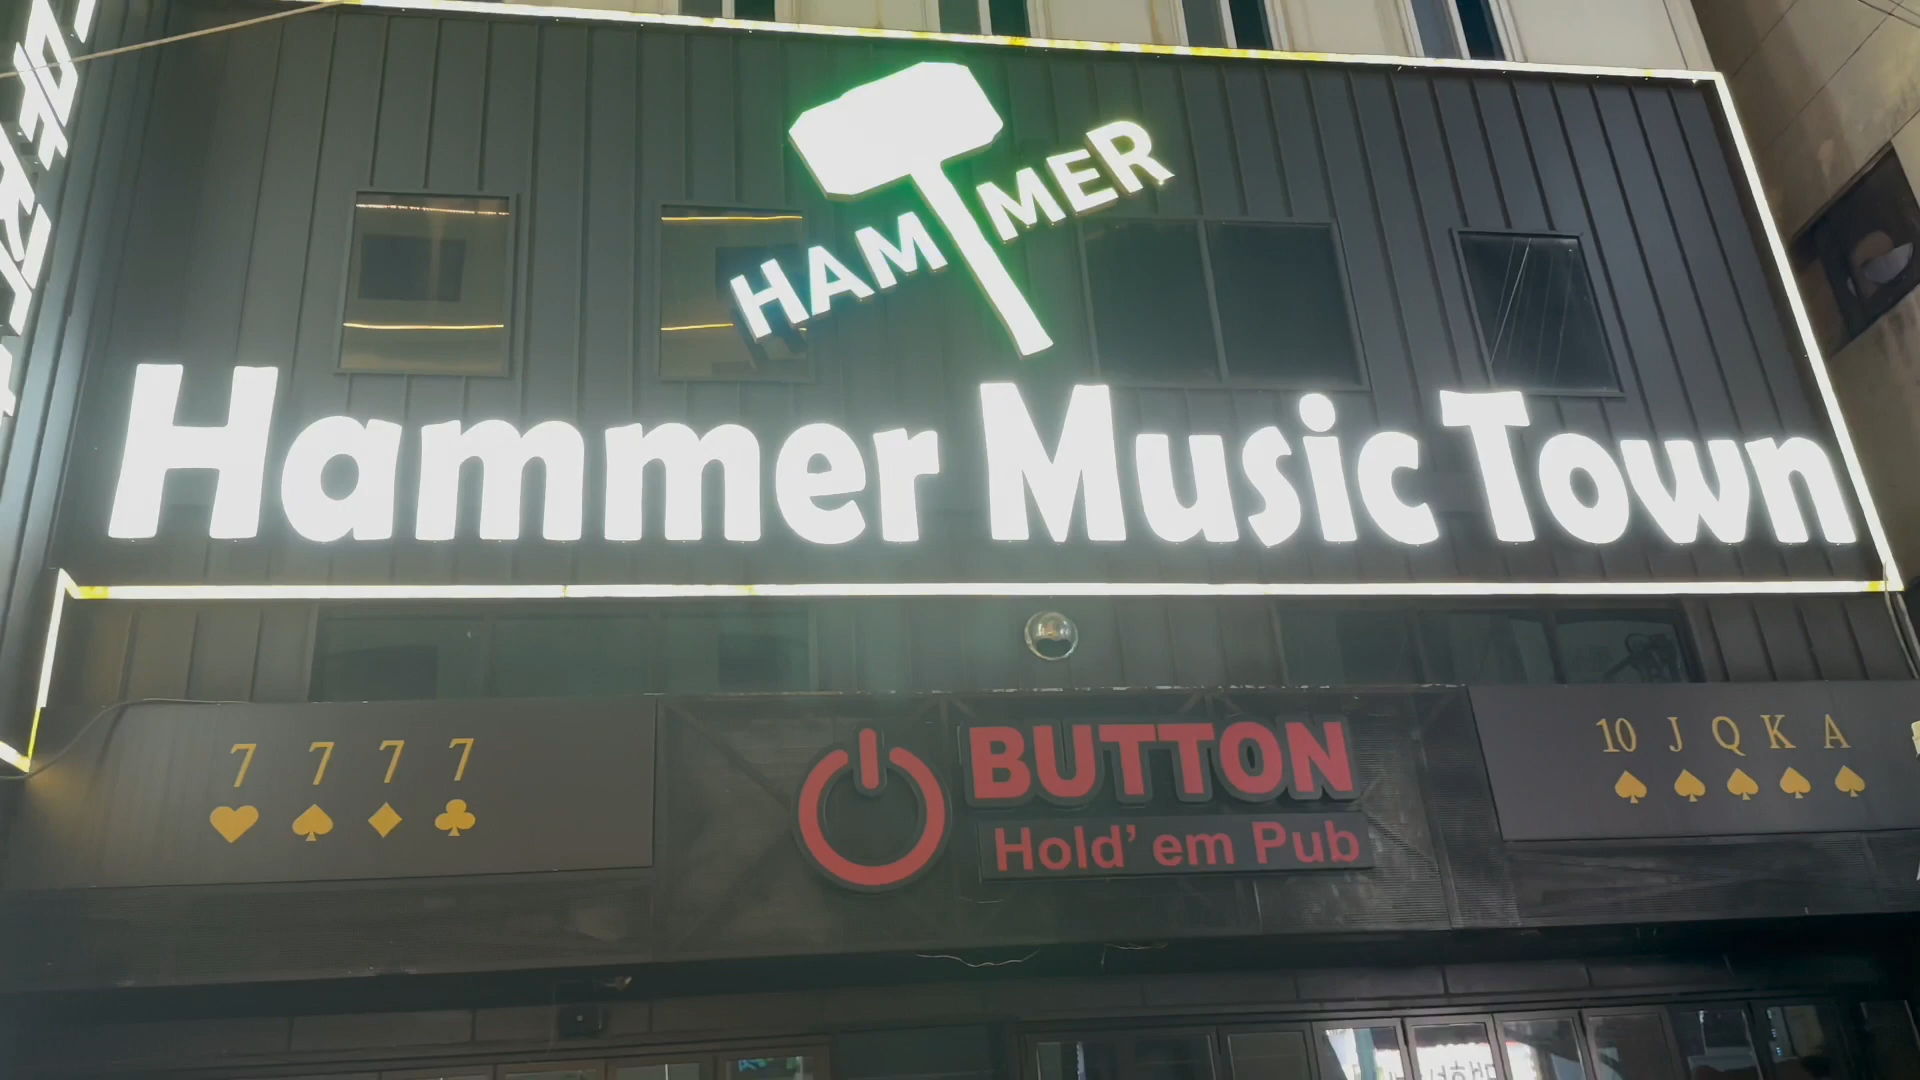 HAMMER
Hammer Music Town
7 7 7 7
BUTTON
Hold' em Pub
10 J Q K A